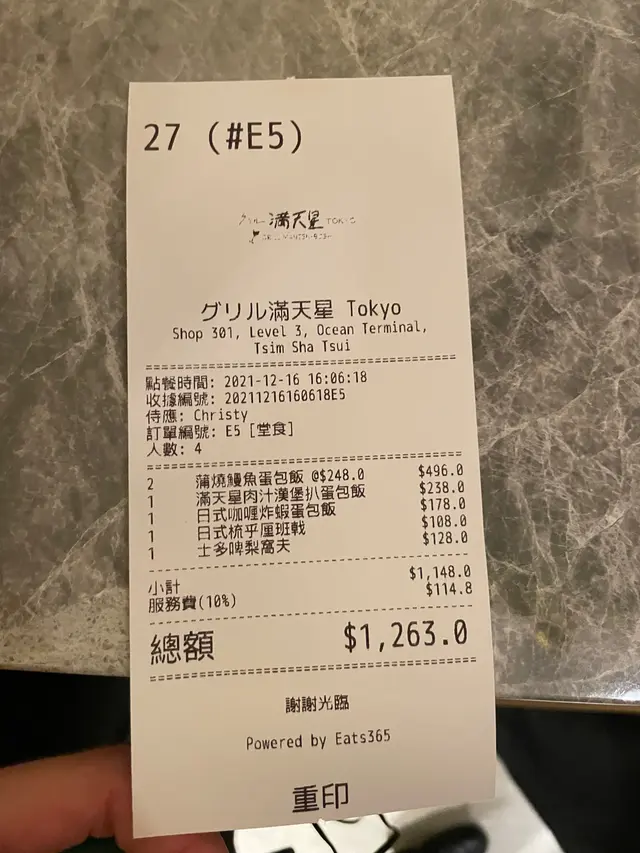 27 (#E5)
グリル 満天星 TOKYO
グリル滿天星 Tokyo
Shop 301, Level 3, Ocean Terminal,
Tsim Sha Tsui
點餐時間: 2021-12-16 16:06:18
收據編號: 20211216160618E5
侍應: Christy
訂單編號: E5 [堂食]
人數: 4
2 蒲燒鰻魚蛋包飯 @$248.0 $496.0
1 滿天星肉汁漢堡扒蛋包飯 $238.0
1 日式咖喱炸蝦蛋包飯 $178.0
1 日式梳乎厘班戟 $108.0
1 士多啤梨窩夫 $128.0
小計 $1,148.0
服務費(10%) $114.8
總額 $1,263.0
謝謝光臨
Powered by Eats365
重印